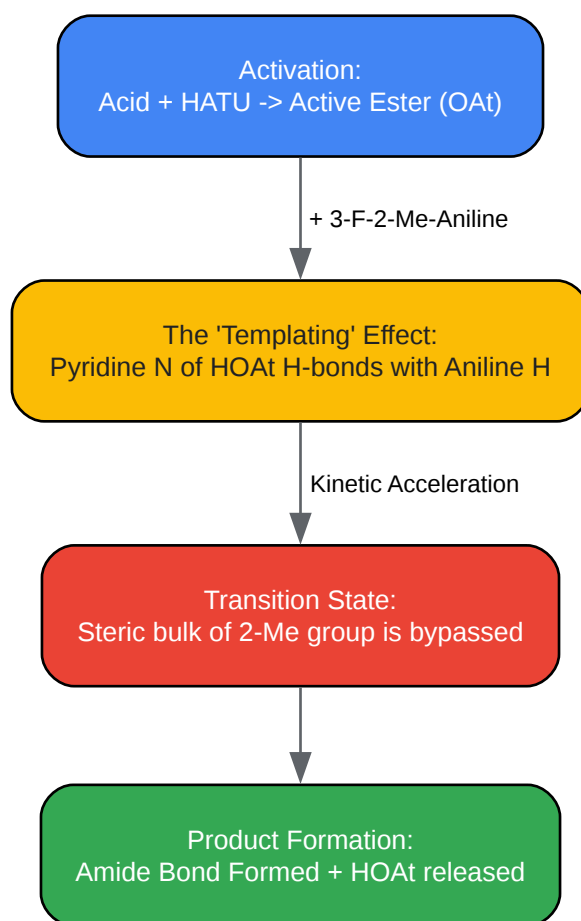 Activation:
Acid + HATU -> Active Ester (OAt)
+ 3-F-2-Me-Aniline
The 'Templating' Effect:
Pyridine N of HOAt H-bonds with Aniline H
Kinetic Acceleration
Transition State:
Steric bulk of 2-Me group is bypassed
Product Formation:
Amide Bond Formed + HOAt released